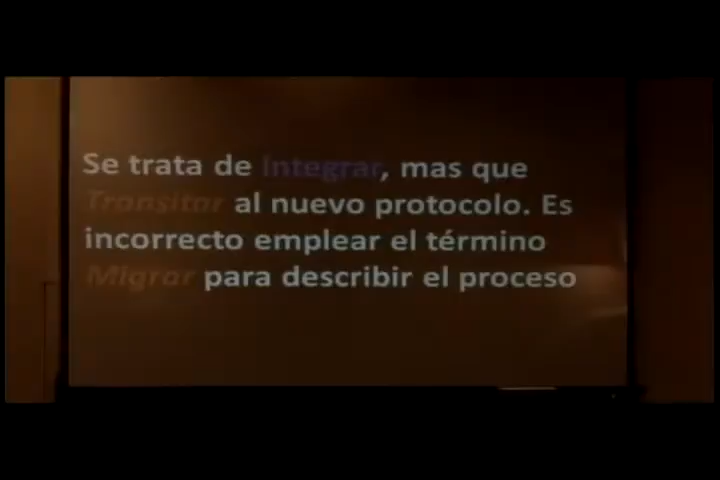 Se trata de Integrar, mas que
Transitar al nuevo protocolo. Es
incorrecto emplear el término
Migrar para describir el proceso